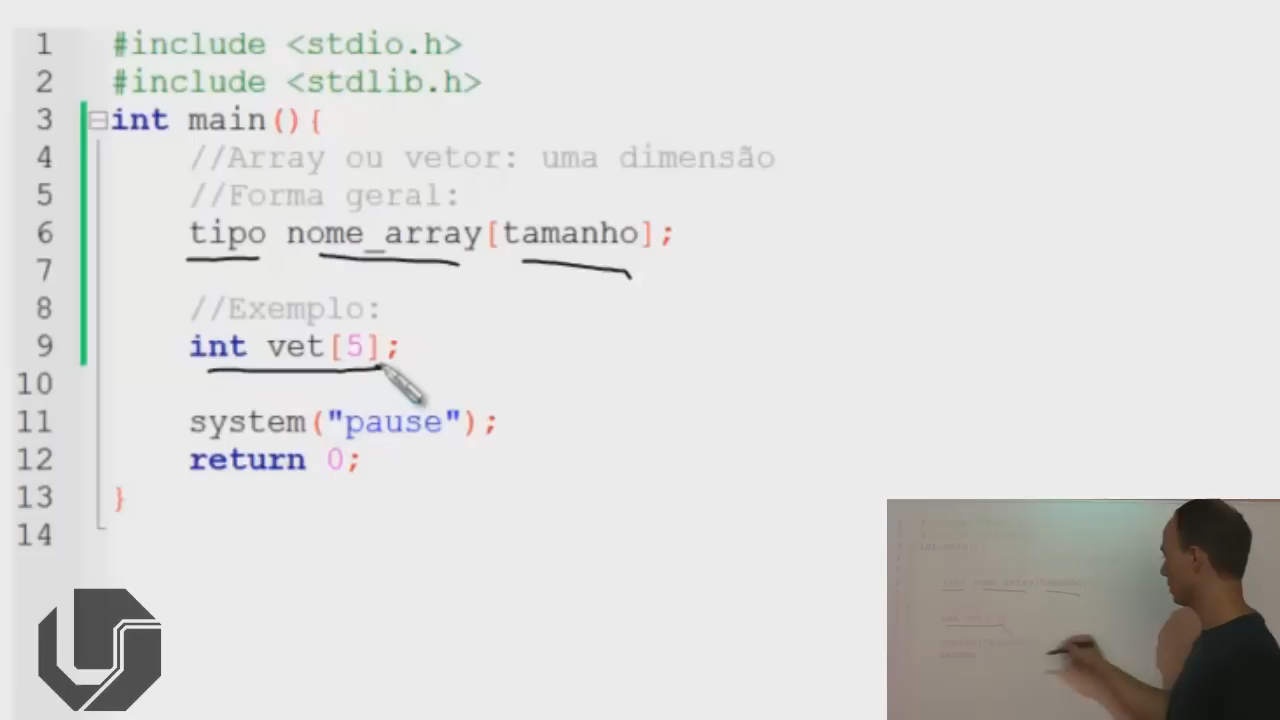 1 #include <stdio.h>
2 #include <stdlib.h>
3 int main(){
4 //Array ou vetor: uma dimensão
5 //Forma geral:
6 tipo nome_array[tamanho];
7
8 //Exemplo:
9 int vet[5];
10
11 system("pause");
12 return 0;
13 }
14